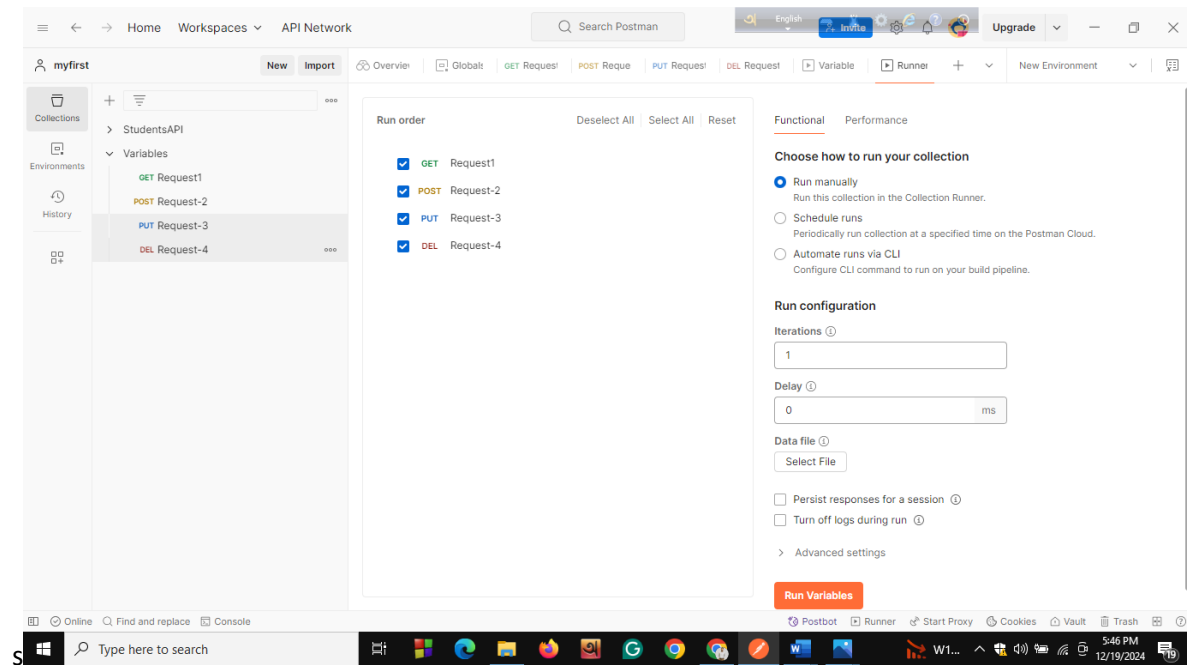 Home Workspaces API Network Search Postman English Invite Upgrade
myfirst New Import Overvie Globals GET Request POST Reque PUT Request DEL Request Variable Runner New Environment
Collections
Environments
History
StudentsAPI
Variables
GET Request1
POST Request-2
PUT Request-3
DEL Request-4
Run order Deselect All Select All Reset
GET Request1
POST Request-2
PUT Request-3
DEL Request-4
Functional Performance
Choose how to run your collection
Run manually
Run this collection in the Collection Runner.
Schedule runs
Periodically run collection at a specified time on the Postman Cloud.
Automate runs via CLI
Configure CLI command to run on your build pipeline.
Run configuration
Iterations
1
Delay
0 ms
Data file
Select File
Persist responses for a session
Turn off logs during run
Advanced settings
Run Variables
Online Find and replace Console Postbot Runner Start Proxy Cookies Vault Trash
s
Type here to search W1... 5:46 PM
12/19/2024 19